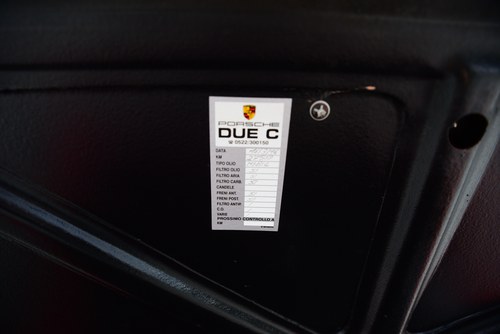 PORSCHE
DUE C
☎ 0522/300150
DATA
KM
TIPO OLIO
FILTRO OLIO
FILTRO ARIA
FILTRO CARB.
CANDELE
FRENI ANT.
FRENI POST.
FILTRO ANTIP.
C.O.
VARIE
PROSSIMO CONTROLLO A
KM